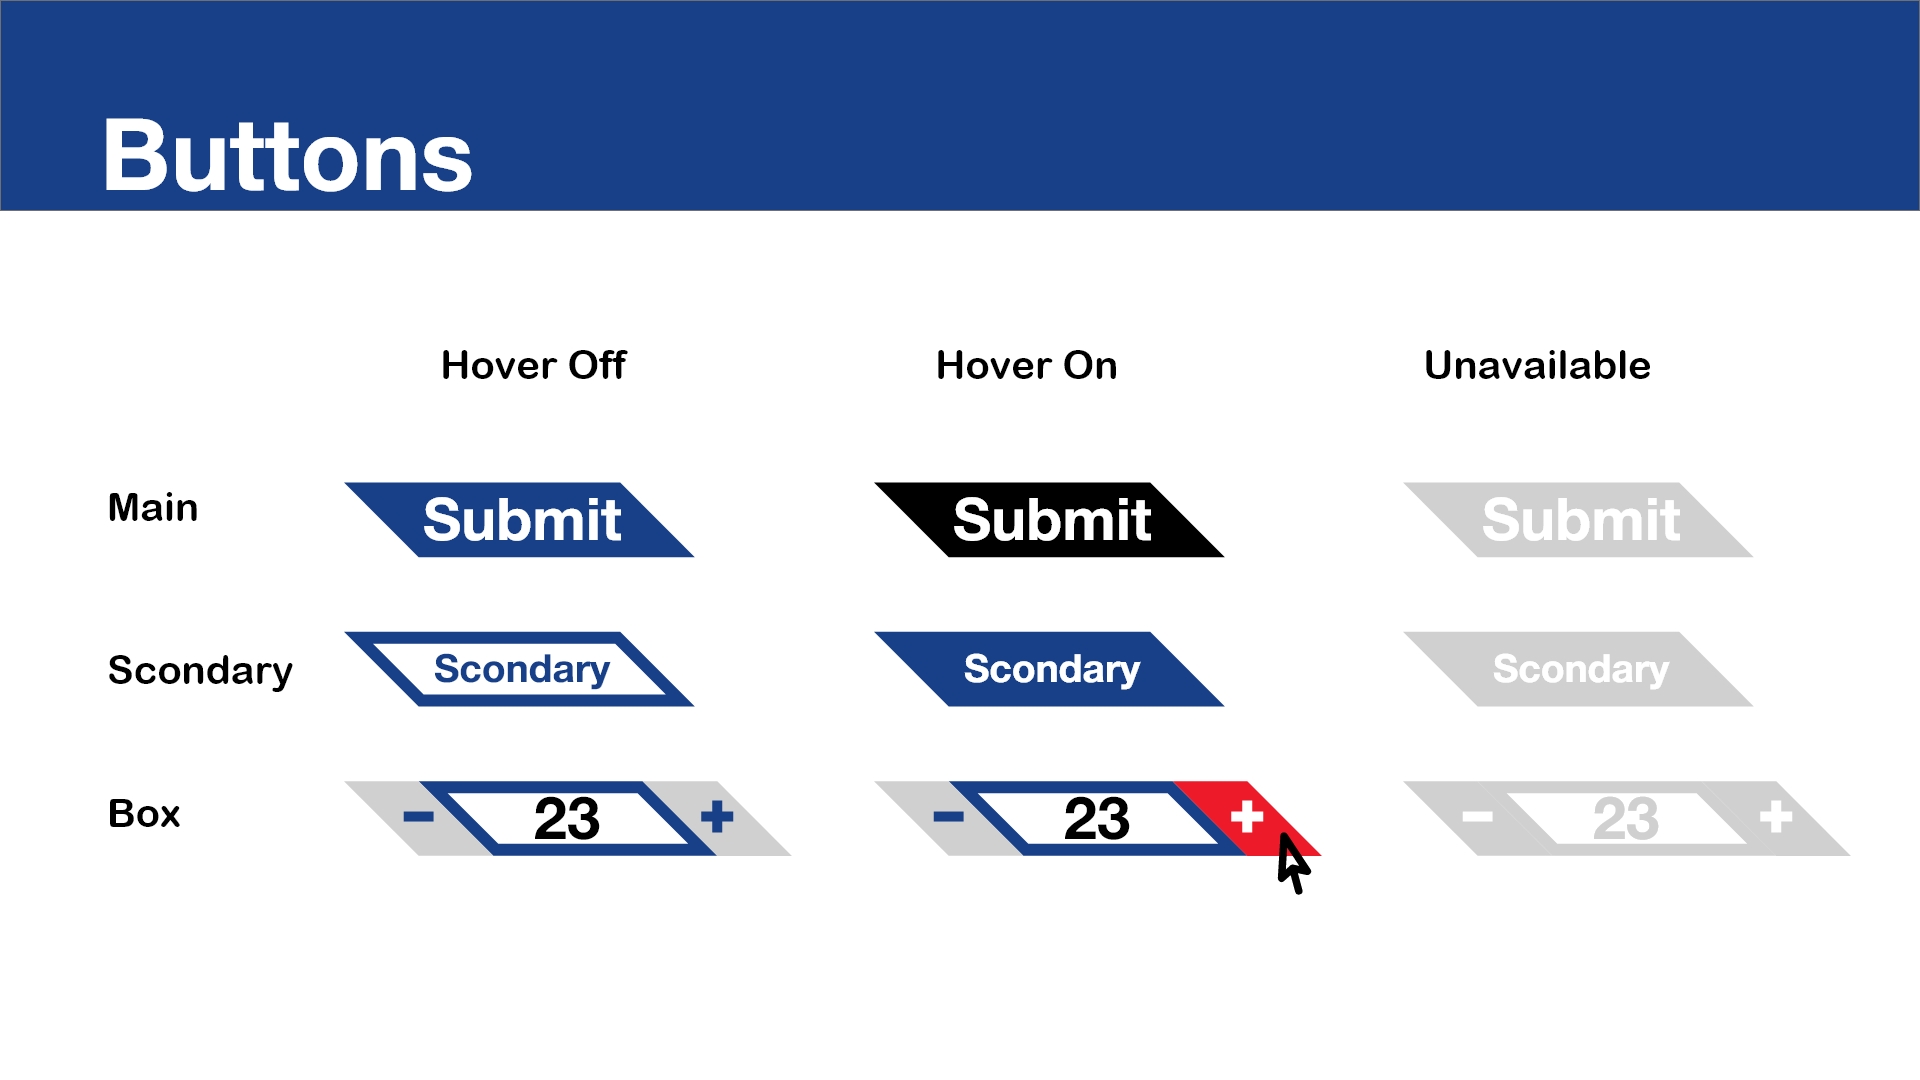 Buttons
Hover Off Hover On Unavailable
Main Submit Submit Submit
Scondary Scondary Scondary Scondary
Box - 23 + - 23 + - 23 +